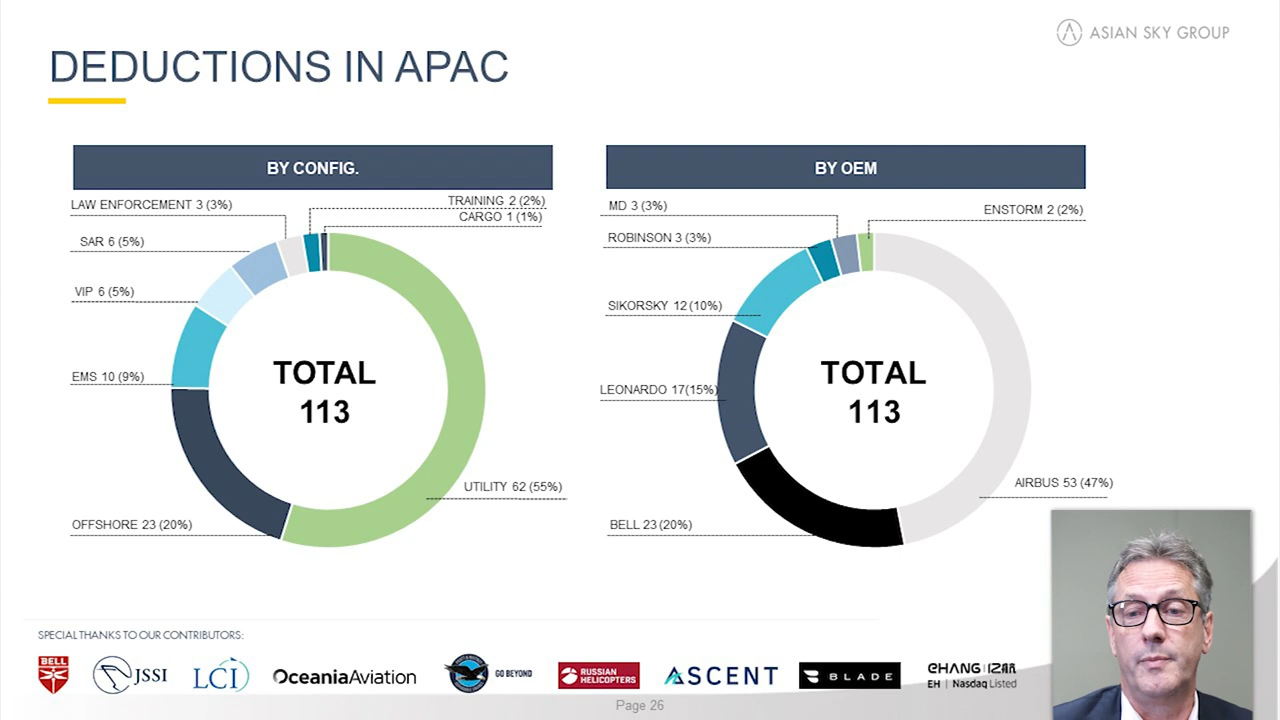 ASIAN SKY GROUP
DEDUCTIONS IN APAC
BY CONFIG.
LAW ENFORCEMENT 3 (3%)
TRAINING 2 (2%)
CARGO 1 (1%)
SAR 6 (5%)
VIP 6 (5%)
EMS 10 (9%)
TOTAL
113
UTILITY 62 (55%)
OFFSHORE 23 (20%)
BY OEM
MD 3 (3%)
ENSTORM 2 (2%)
ROBINSON 3 (3%)
SIKORSKY 12 (10%)
LEONARDO 17(15%)
TOTAL
113
AIRBUS 53 (47%)
BELL 23 (20%)
SPECIAL THANKS TO OUR CONTRIBUTORS:
BELL
JSSI
LCI
OceaniaAviation
GO BEYOND
RUSSIAN
HELICOPTERS
ASCENT
BLADE
EHANG 亿航
EH | Nasdaq Listed
Page 26